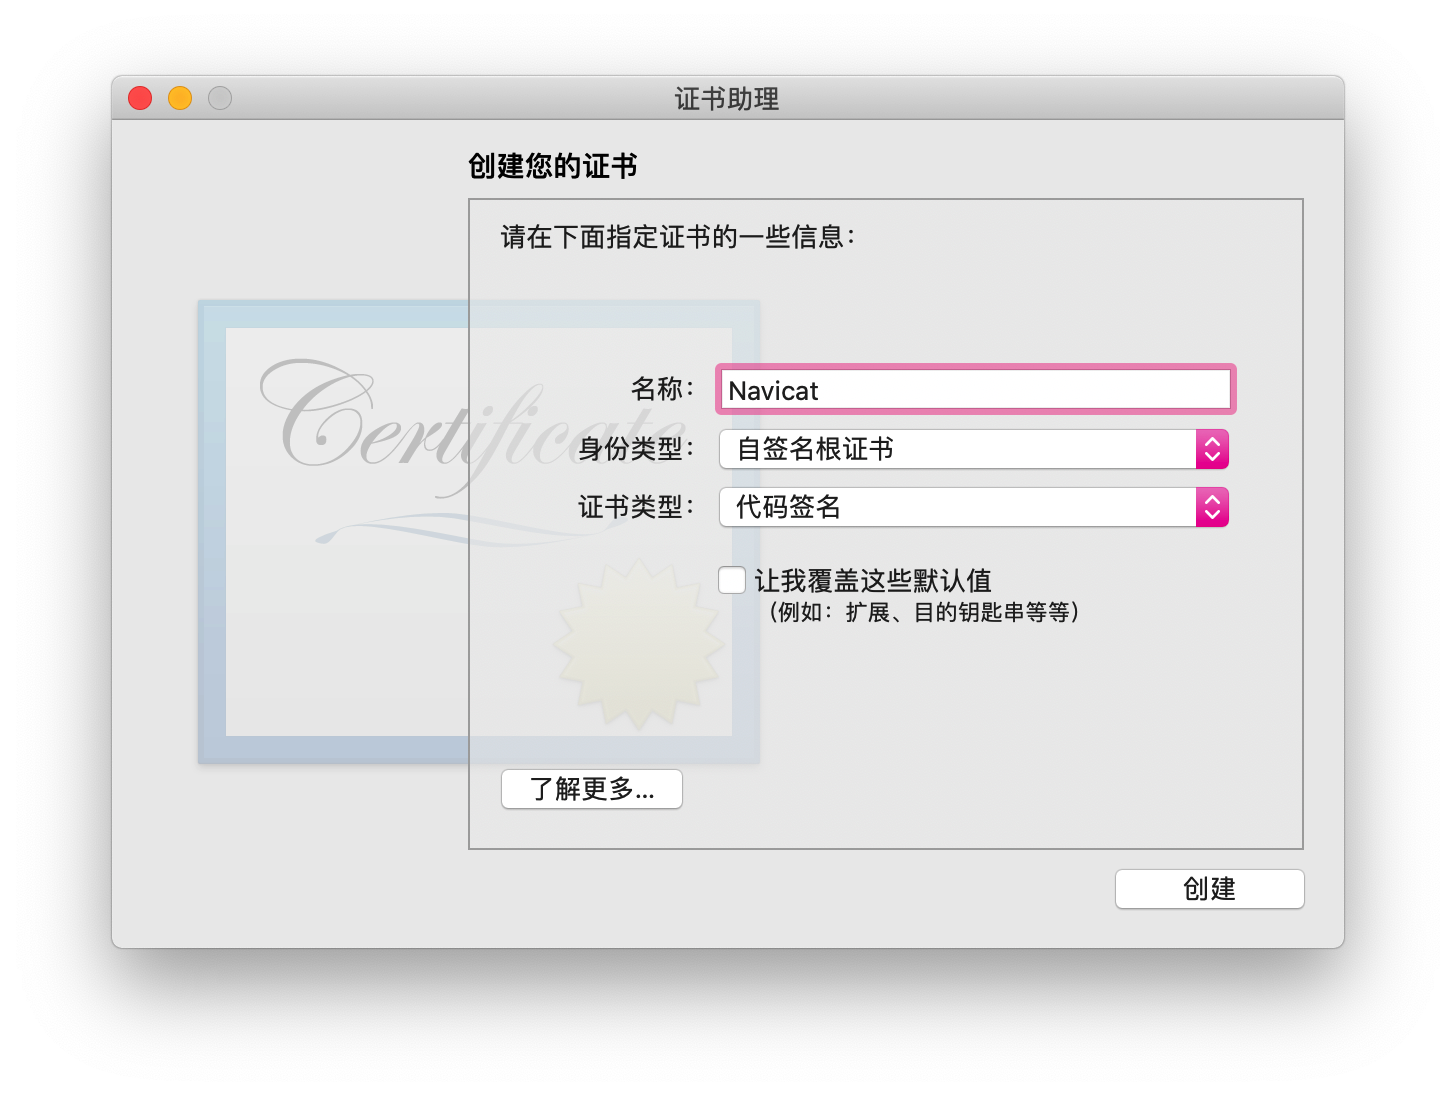 证书助理
创建您的证书
请在下面指定证书的一些信息：
Certificate
名称： Navicat
身份类型： 自签名根证书
证书类型： 代码签名
让我覆盖这些默认值
（例如：扩展、目的钥匙串等等）
了解更多...
创建